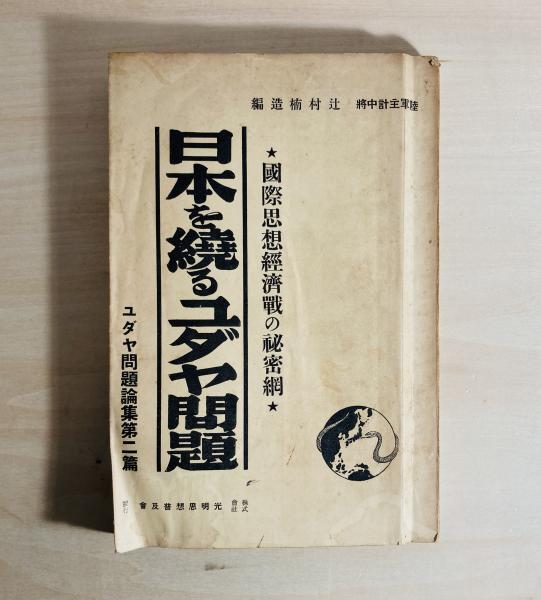 陸軍主計中將 辻村楠造編
★國際思想經濟戰の祕密網★
日本を繞るユダヤ問題
ユダヤ問題論集第二篇
株式會社 光明思想普及會